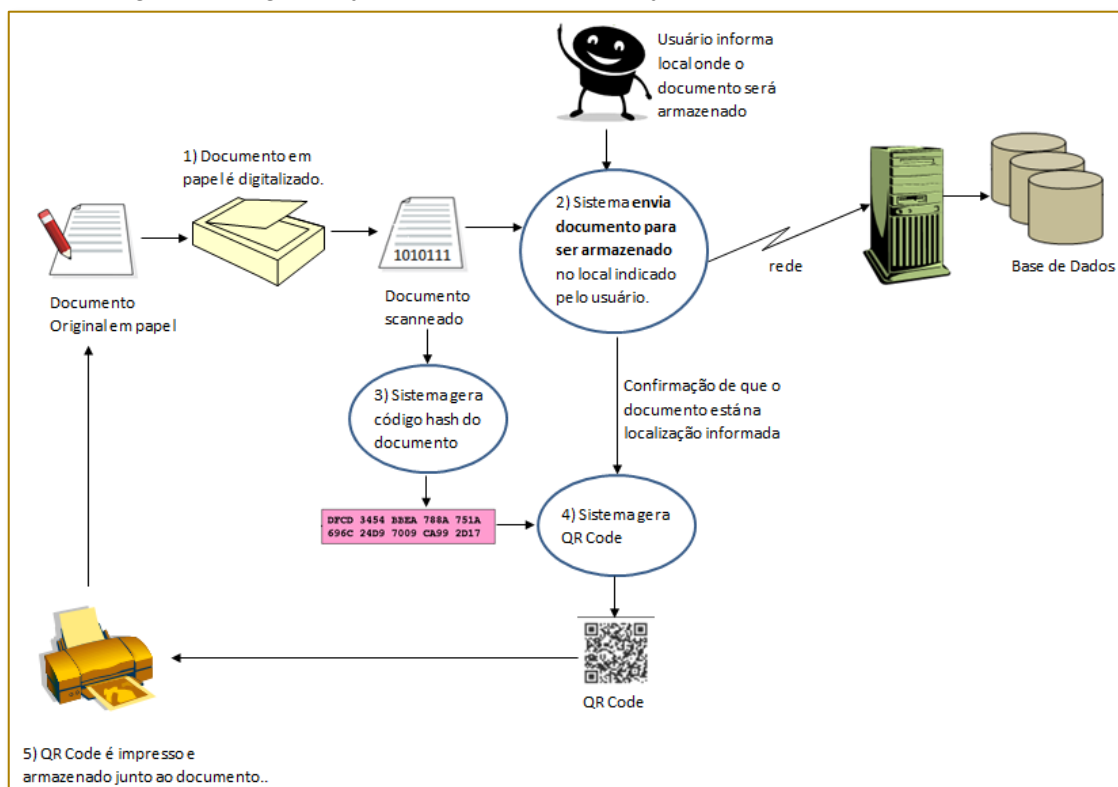 Usuário informa
local onde o
documento será
armazenado
1) Documento em
papel é digitalizado.
2) Sistema envia
documento para
ser armazenado
no local indicado
pelo usuário.
1010111
rede
Base de Dados
Documento
Original em papel
Documento
scanneado
3) Sistema gera
código hash do
documento
Confirmação de que o
documento está na
localização informada
DFCD 3454 BBEA 788A 751A
696C 24D9 7009 CA99 2D17
4) Sistema gera
QR Code
QR Code
5) QR Code é impresso e
armazenado junto ao documento..